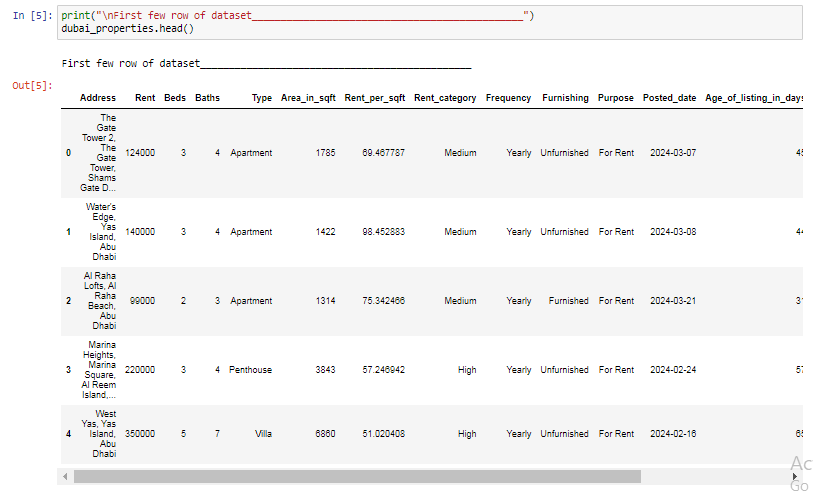 In [5]: print("\nFirst few row of dataset_______________________________________________")
dubai_properties.head()
First few row of dataset_______________________________________________
Out[5]:
Address Rent Beds Baths Type Area_in_sqft Rent_per_sqft Rent_category Frequency Furnishing Purpose Posted_date Age_of_listing_in_days
The
Gate
Tower 2,
The
0 124000 3 4 Apartment 1785 69.467787 Medium Yearly Unfurnished For Rent 2024-03-07
Gate
Tower,
Shams
Gate D...
Water's
Edge,
Yas
1 140000 3 4 Apartment 1422 98.452883 Medium Yearly Unfurnished For Rent 2024-03-08
Island,
Abu
Dhabi
Al Raha
Lofts, Al
2 Raha 99000 2 3 Apartment 1314 75.342466 Medium Yearly Furnished For Rent 2024-03-21
Beach,
Abu
Dhabi
Marina
Heights,
3 Marina 220000 3 4 Penthouse 3843 57.246942 High Yearly Unfurnished For Rent 2024-02-24
Square,
Al Reem
Island,...
West
Yas, Yas
4 Island, 350000 5 7 Villa 6860 51.020408 High Yearly Unfurnished For Rent 2024-02-16
Abu
Dhabi
Ac
Go